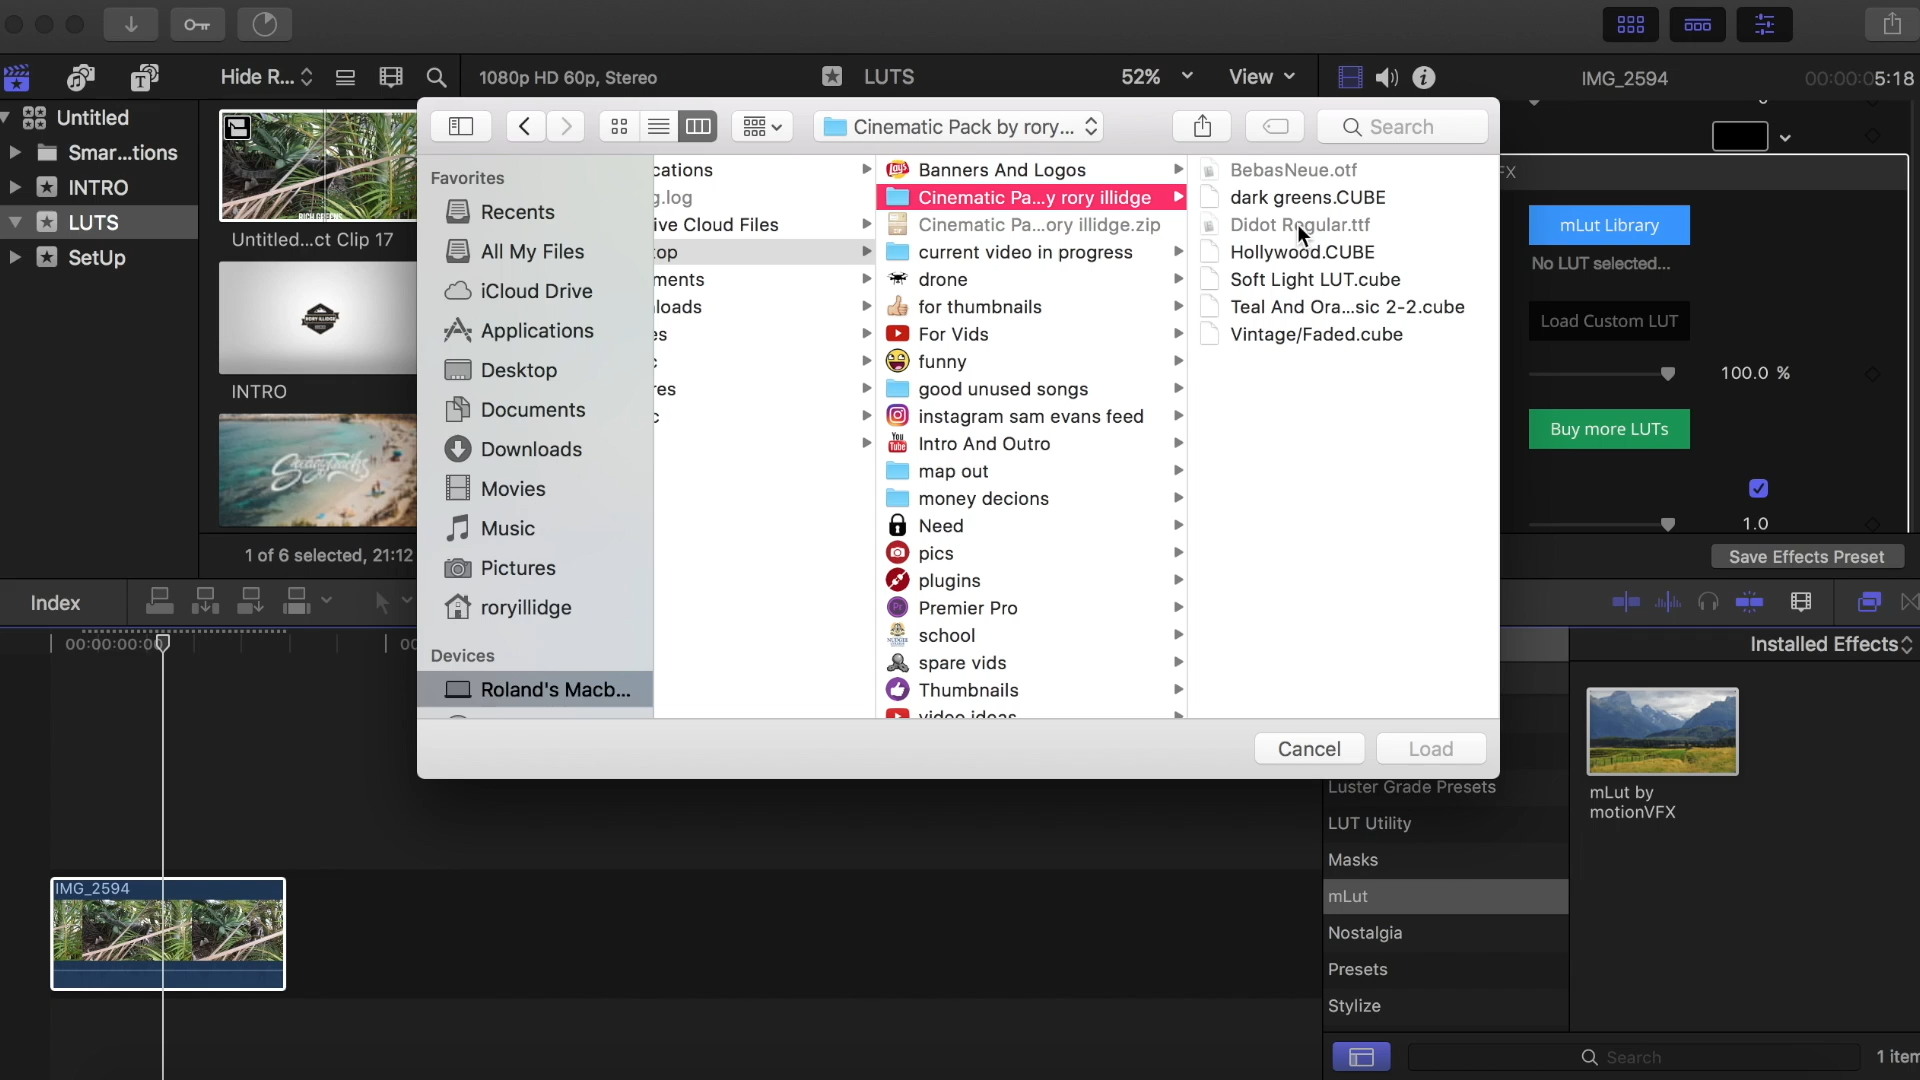 Hide R...
1080p HD 60p, Stereo
LUTS
52%
View
IMG_2594
00:00:05:18
Untitled
Smar...tions
INTRO
LUTS
SetUp
Untitled...ct Clip 17
INTRO
1 of 6 selected, 21:12
Cinematic Pack by rory...
Search
Favorites
Recents
All My Files
iCloud Drive
Applications
Desktop
Documents
Downloads
Movies
Music
Pictures
roryillidge
Devices
Roland's Macb...
cations
g.log
ive Cloud Files
top
ments
loads
es
res
Banners And Logos
Cinematic Pa...y rory illidge
Cinematic Pa...ory illidge.zip
current video in progress
drone
for thumbnails
For Vids
funny
good unused songs
instagram sam evans feed
Intro And Outro
map out
money decions
Need
pics
plugins
Premier Pro
school
spare vids
Thumbnails
video ideas
BebasNeue.otf
dark greens.CUBE
Didot Regular.ttf
Hollywood.CUBE
Soft Light LUT.cube
Teal And Ora...sic 2-2.cube
Vintage/Faded.cube
Cancel
Load
FX
mLut Library
No LUT selected...
Load Custom LUT
100.0 %
Buy more LUTs
1.0
Save Effects Preset
Index
00:00:00:00
IMG_2594
Installed Effects
mLut by
motionVFX
Luster Grade Presets
LUT Utility
Masks
mLut
Nostalgia
Presets
Stylize
Search
1 item